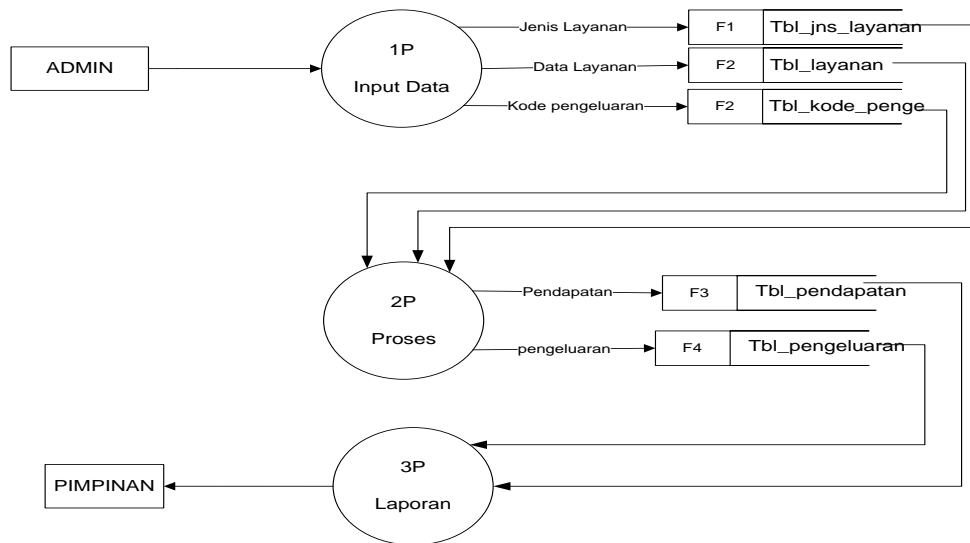 ADMIN
1P
Input Data
Jenis Layanan
F1
Tbl_jns_layanan
Data Layanan
F2
Tbl_layanan
Kode pengeluaran
F2
Tbl_kode_penge
2P
Proses
Pendapatan
F3
Tbl_pendapatan
pengeluaran
F4
Tbl_pengeluaran
3P
Laporan
PIMPINAN